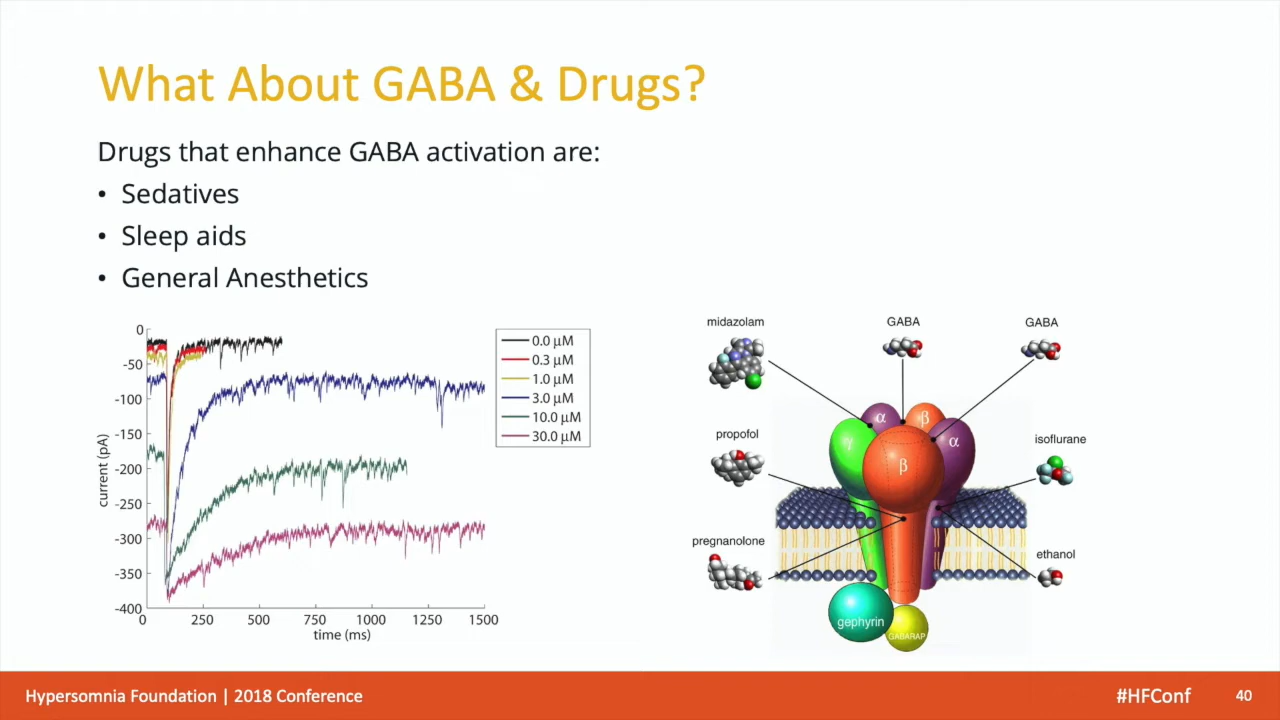 What About GABA & Drugs?
Drugs that enhance GABA activation are:
• Sedatives
• Sleep aids
• General Anesthetics
0
-50
-100
-150
-200
-250
-300
-350
-400
current (pA)
0 250 500 750 1000 1250 1500
time (ms)
0.0 µM
0.3 µM
1.0 µM
3.0 µM
10.0 µM
30.0 µM
midazolam
GABA
GABA
propofol
isoflurane
pregnanolone
ethanol
α
β
γ
α
β
gephyrin
GABARAP
Hypersomnia Foundation | 2018 Conference
#HFConf
40